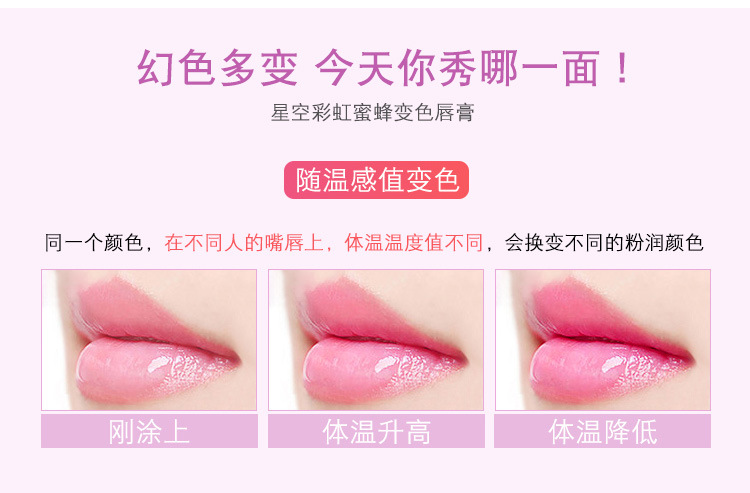 幻色多变 今天你秀哪一面！
星空彩虹蜜蜂变色唇膏
随温感值变色
同一个颜色，在不同人的嘴唇上，体温温度值不同，会换变不同的粉润颜色
刚涂上
体温升高
体温降低